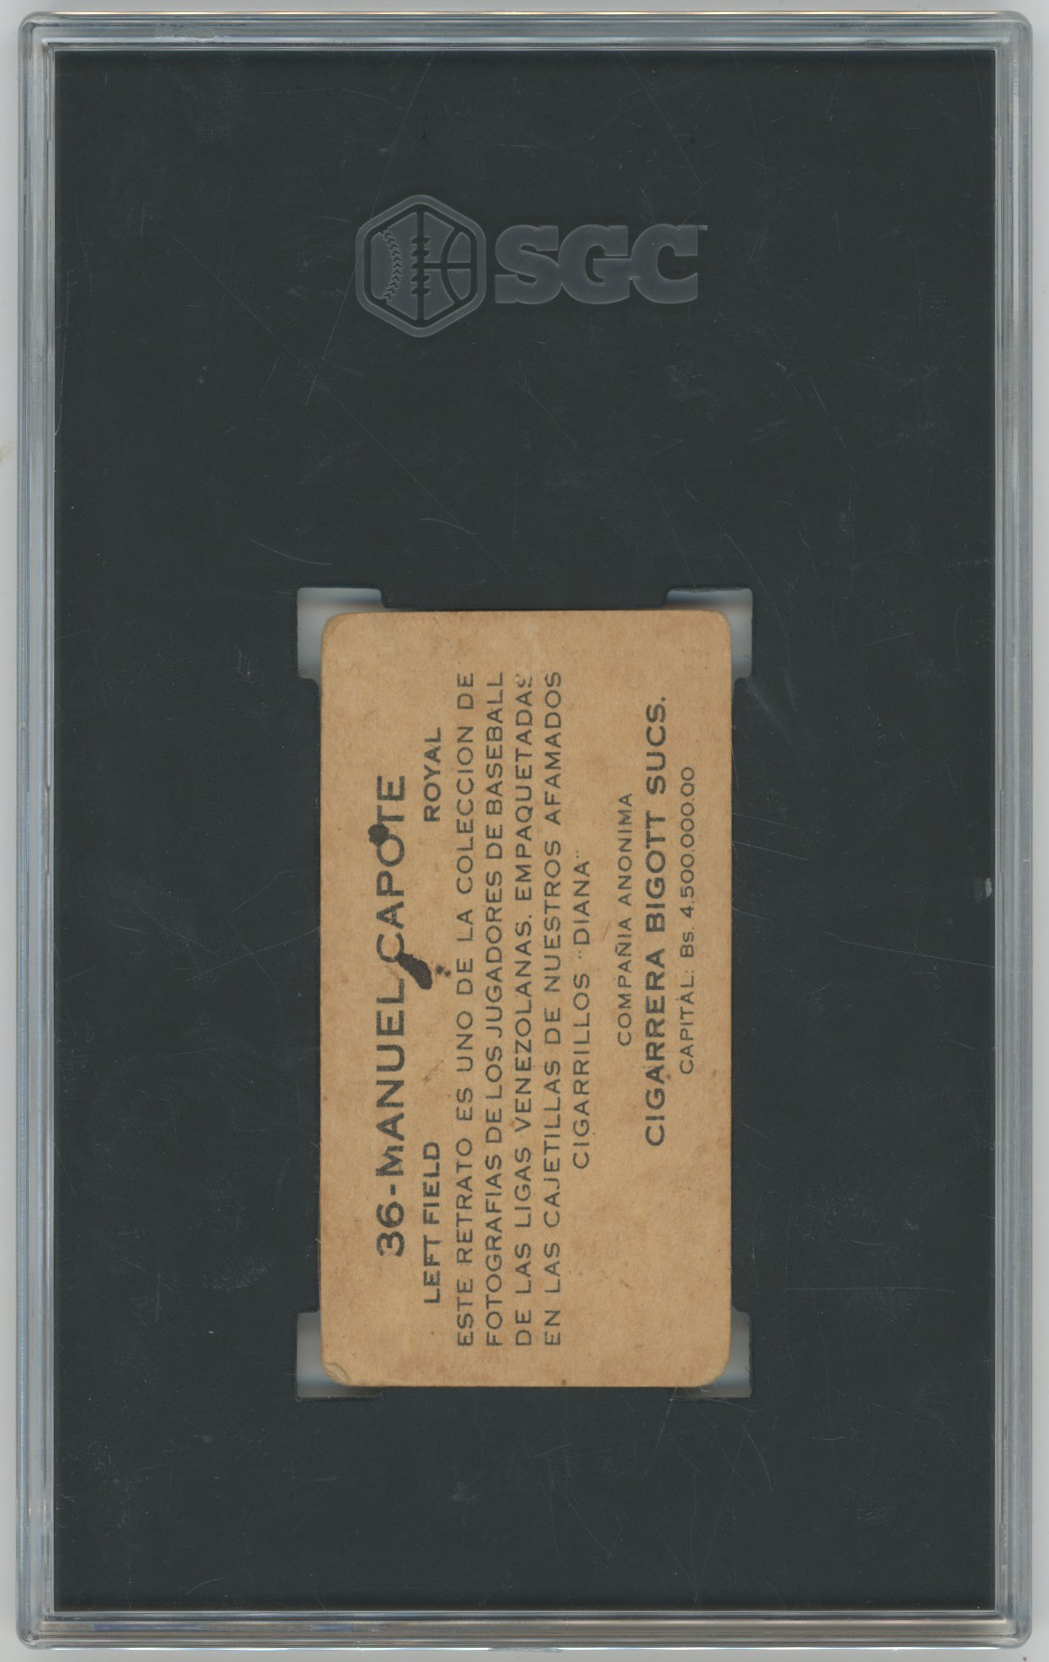 SGC™
36-MANUEL CAPOTE
LEFT FIELD ROYAL
ESTE RETRATO ES UNO DE LA COLECCION DE
FOTOGRAFIAS DE LOS JUGADORES DE BASEBALL
DE LAS LIGAS VENEZOLANAS. EMPAQUETADAS
EN LAS CAJETILLAS DE NUESTROS AFAMADOS
CIGARRILLOS "DIANA"
COMPAÑIA ANONIMA
CIGARRERA BIGOTT SUCS.
CAPITAL: Bs. 4.500.000.00